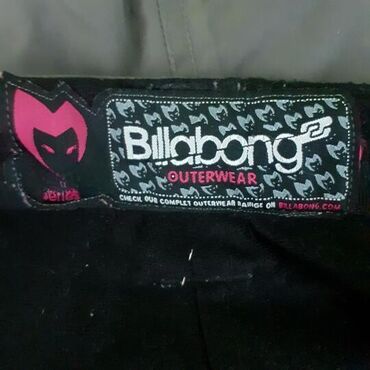 Billabong
OUTERWEAR
CHECK OUR COMPLET OUTERWEAR RANGE ON BILLABONG.COM